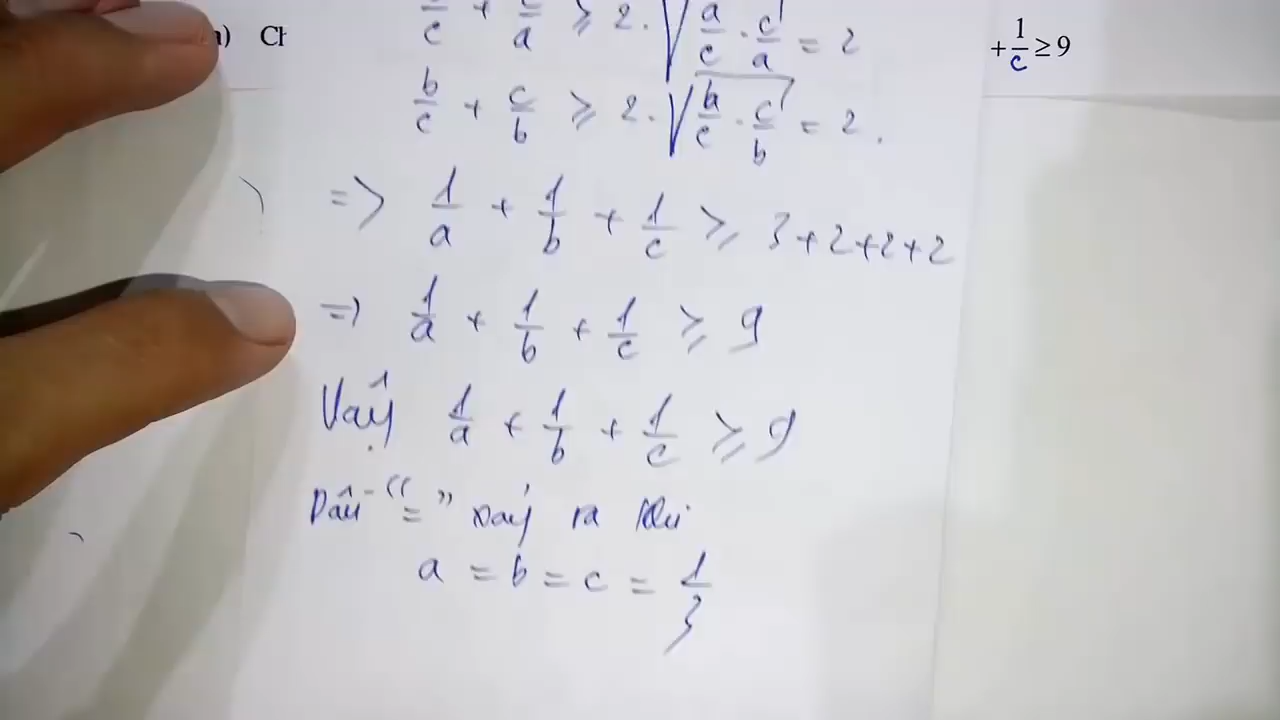 ) Ch
+ 1/c ≥ 9
a/c + c/a ≥ 2.√(a/c . c/a) = 2
b/c + c/b ≥ 2.√(b/c . c/b) = 2.
=> 1/a + 1/b + 1/c ≥ 3+2+2+2
=> 1/a + 1/b + 1/c ≥ 9
Vậy 1/a + 1/b + 1/c ≥ 9
Dấu "=" xảy ra khi
a = b = c = 1/3